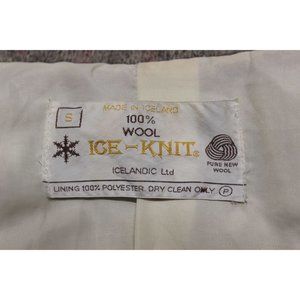 S
MADE IN ICELAND
100%
WOOL
ICE-KNIT
ICELANDIC Ltd
PURE NEW
WOOL
LINING 100% POLYESTER. DRY CLEAN ONLY. P